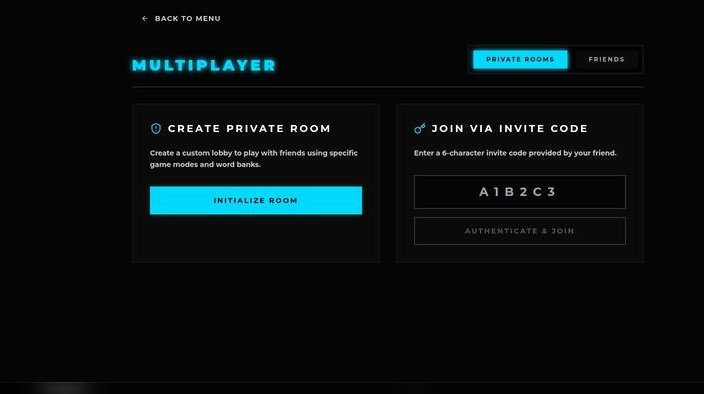 BACK TO MENU
MULTIPLAYER
PRIVATE ROOMS
FRIENDS
CREATE PRIVATE ROOM
Create a custom lobby to play with friends using specific
game modes and word banks.
INITIALIZE ROOM
JOIN VIA INVITE CODE
Enter a 6-character invite code provided by your friend.
A1B2C3
AUTHENTICATE & JOIN